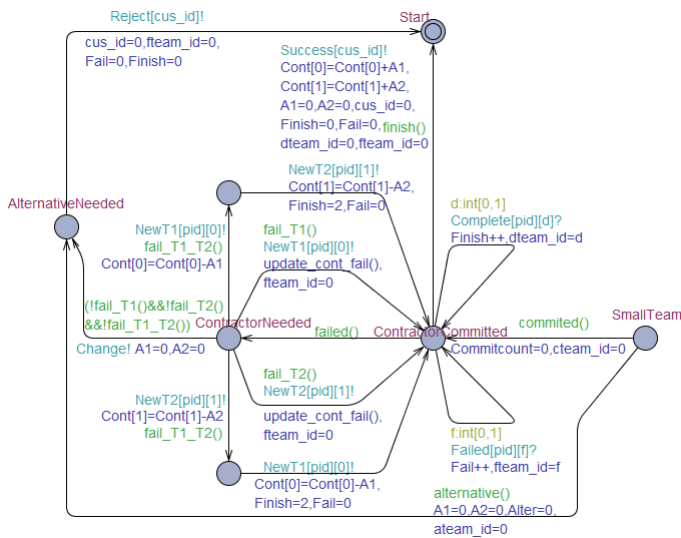 Reject[cus_id]!
cus_id=0,fteam_id=0,
Fail=0,Finish=0
Start
Success[cus_id]!
Cont[0]=Cont[0]+A1,
Cont[1]=Cont[1]+A2,
A1=0,A2=0,cus_id=0,
Finish=0,Fail=0,
dteam_id=0,fteam_id=0
finish()
AlternativeNeeded
NewT2[pid][1]!
Cont[1]=Cont[1]-A2,
Finish=2,Fail=0
NewT1[pid][0]!
fail_T1_T2()
Cont[0]=Cont[0]-A1
fail_T1()
NewT1[pid][0]!
update_cont_fail(),
fteam_id=0
d:int[0,1]
Complete[pid][d]?
Finish++,dteam_id=d
(!fail_T1()&&!fail_T2()
&&!fail_T1_T2())
Change! A1=0,A2=0
ContractorNeeded
failed()
ContractorCommitted
commited()
Commitcount=0,cteam_id=0
SmallTeam
fail_T2()
NewT2[pid][1]!
update_cont_fail(),
fteam_id=0
NewT2[pid][1]!
Cont[1]=Cont[1]-A2
fail_T1_T2()
NewT1[pid][0]!
Cont[0]=Cont[0]-A1,
Finish=2,Fail=0
f:int[0,1]
Failed[pid][f]?
Fail++,fteam_id=f
alternative()
A1=0,A2=0,Alter=0,
ateam_id=0